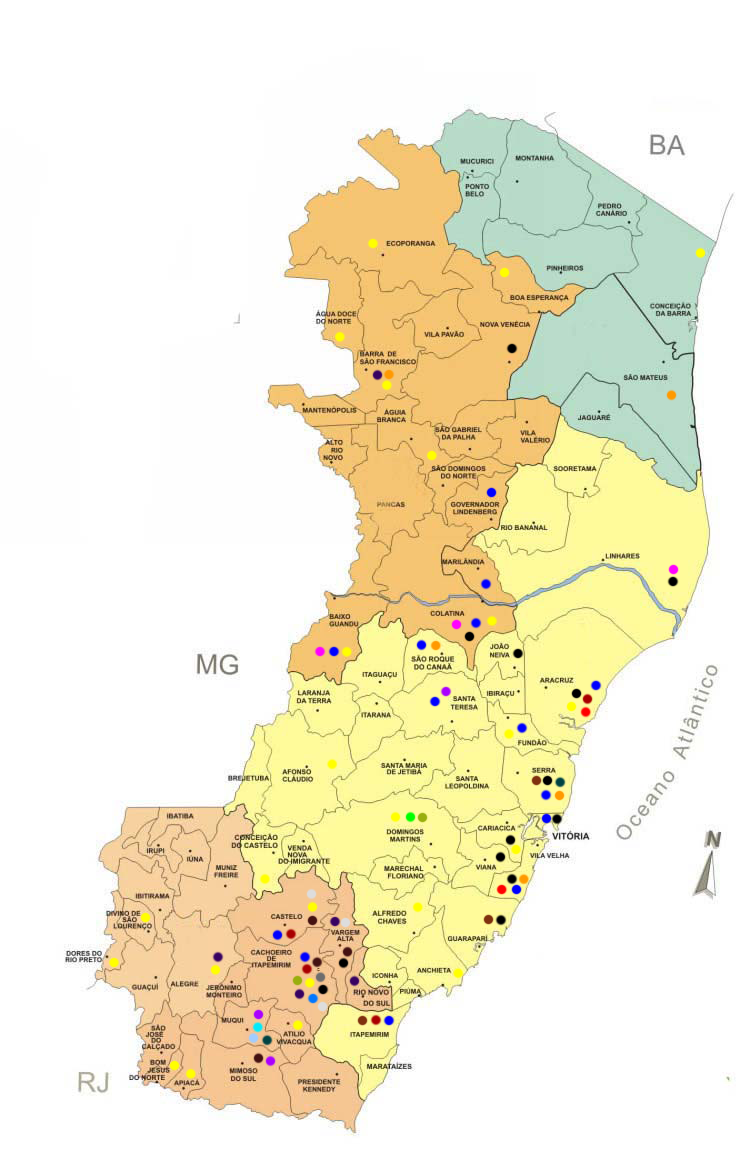 BA
MUCURICI
MONTANHA
PONTO
BELO
PEDRO
CANÁRIO
ECOPORANGA
PINHEIROS
BOA ESPERANÇA
CONCEIÇÃO
DA BARRA
ÁGUA DOCE
DO NORTE
NOVA VENÉCIA
VILA PAVÃO
BARRA DE
SÃO FRANCISCO
SÃO MATEUS
MANTENÓPOLIS
ÁGUIA
BRANCA
JAGUARÉ
SÃO GABRIEL
DA PALHA
VILA
VALÉRIO
ALTO
RIO
NOVO
SÃO DOMINGOS
DO NORTE
SOORETAMA
PANCAS
GOVERNADOR
LINDENBERG
RIO BANANAL
LINHARES
MARILÂNDIA
BAIXO
GUANDU
COLATINA
MG
SÃO ROQUE
DO CANAÃ
JOÃO
NEIVA
ITAGUAÇU
ARACRUZ
LARANJA
DA TERRA
IBIRAÇU
SANTA
TERESA
ITARANA
FUNDÃO
Oceano Atlântico
BREJETUBA
AFONSO
CLÁUDIO
SANTA MARIA
DE JETIBÁ
SERRA
SANTA
LEOPOLDINA
IBATIBA
CARIACICA
VITÓRIA
DOMINGOS
MARTINS
CONCEIÇÃO
DO CASTELO
VENDA
NOVA
DO IMIGRANTE
IRUPI
IÚNA
VILA VELHA
VIANA
N
MUNIZ
FREIRE
MARECHAL
FLORIANO
IBITIRAMA
DIVINO DE
SÃO
LOURENÇO
CASTELO
ALFREDO
CHAVES
VARGEM
ALTA
GUARAPARI
DORES DO
RIO PRETO
CACHOEIRO
DE
ITAPEMIRIM
ANCHIETA
ICONHA
GUAÇUÍ
ALEGRE
JERÔNIMO
MONTEIRO
RIO NOVO
DO SUL
PIÚMA
MUQUI
SÃO
JOSÉ
DO
CALÇADO
ATILIO
VIVACQUA
ITAPEMIRIM
BOM
JESUS
DO NORTE
APIACÁ
MIMOSO
DO SUL
MARATAÍZES
RJ
PRESIDENTE
KENNEDY